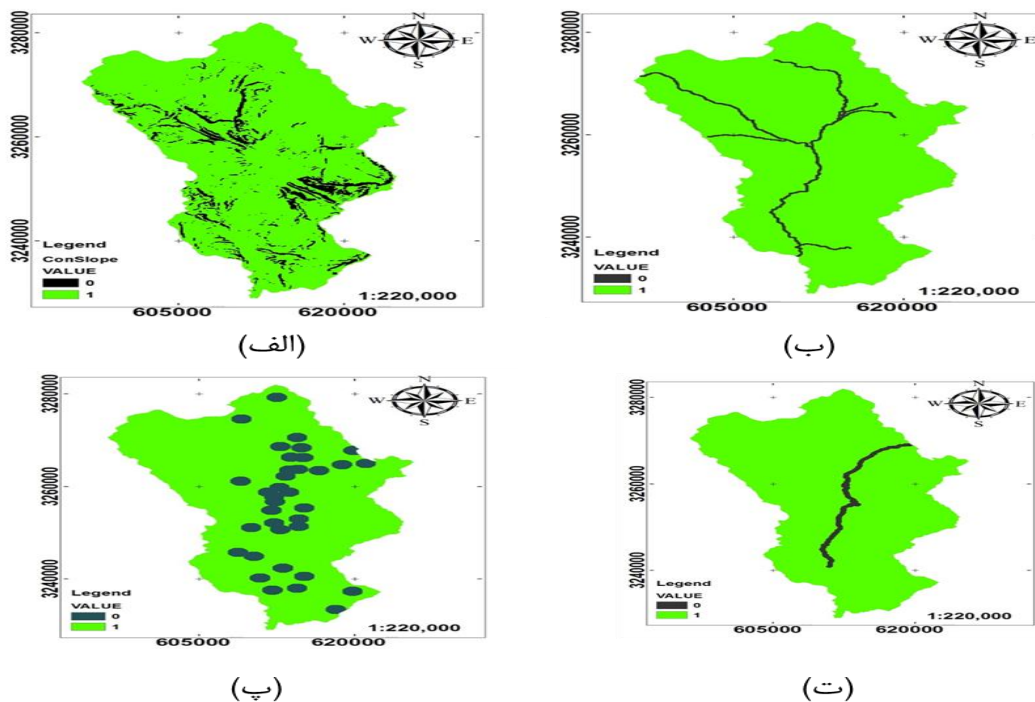 3280000
3260000
3240000
N
W E
S
Legend
ConSlope
VALUE
0
1
1:220,000
605000 620000
(الف)
3280000
3260000
3240000
N
W E
S
Legend
VALUE
0
1
1:220,000
605000 620000
(ب)
3280000
3260000
3240000
N
W E
S
Legend
VALUE
0
1
1:220,000
605000 620000
(پ)
3280000
3260000
3240000
N
W E
S
Legend
VALUE
0
1
1:220,000
605000 620000
(ت)